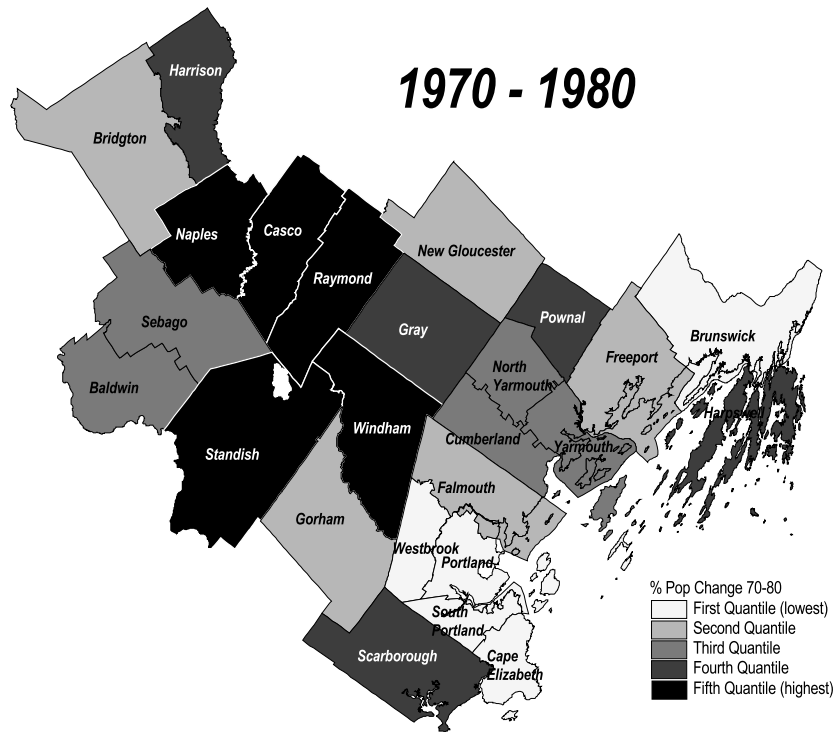 1970 - 1980
Harrison
Bridgton
Naples
Casco
Raymond
New Gloucester
Sebago
Gray
Pownal
Brunswick
Freeport
North
Yarmouth
Baldwin
Harpswell
Windham
Cumberland
Yarmouth
Standish
Falmouth
Gorham
Westbrook
Portland
South
Portland
Scarborough
Cape
Elizabeth
% Pop Change 70-80
First Quantile (lowest)
Second Quantile
Third Quantile
Fourth Quantile
Fifth Quantile (highest)